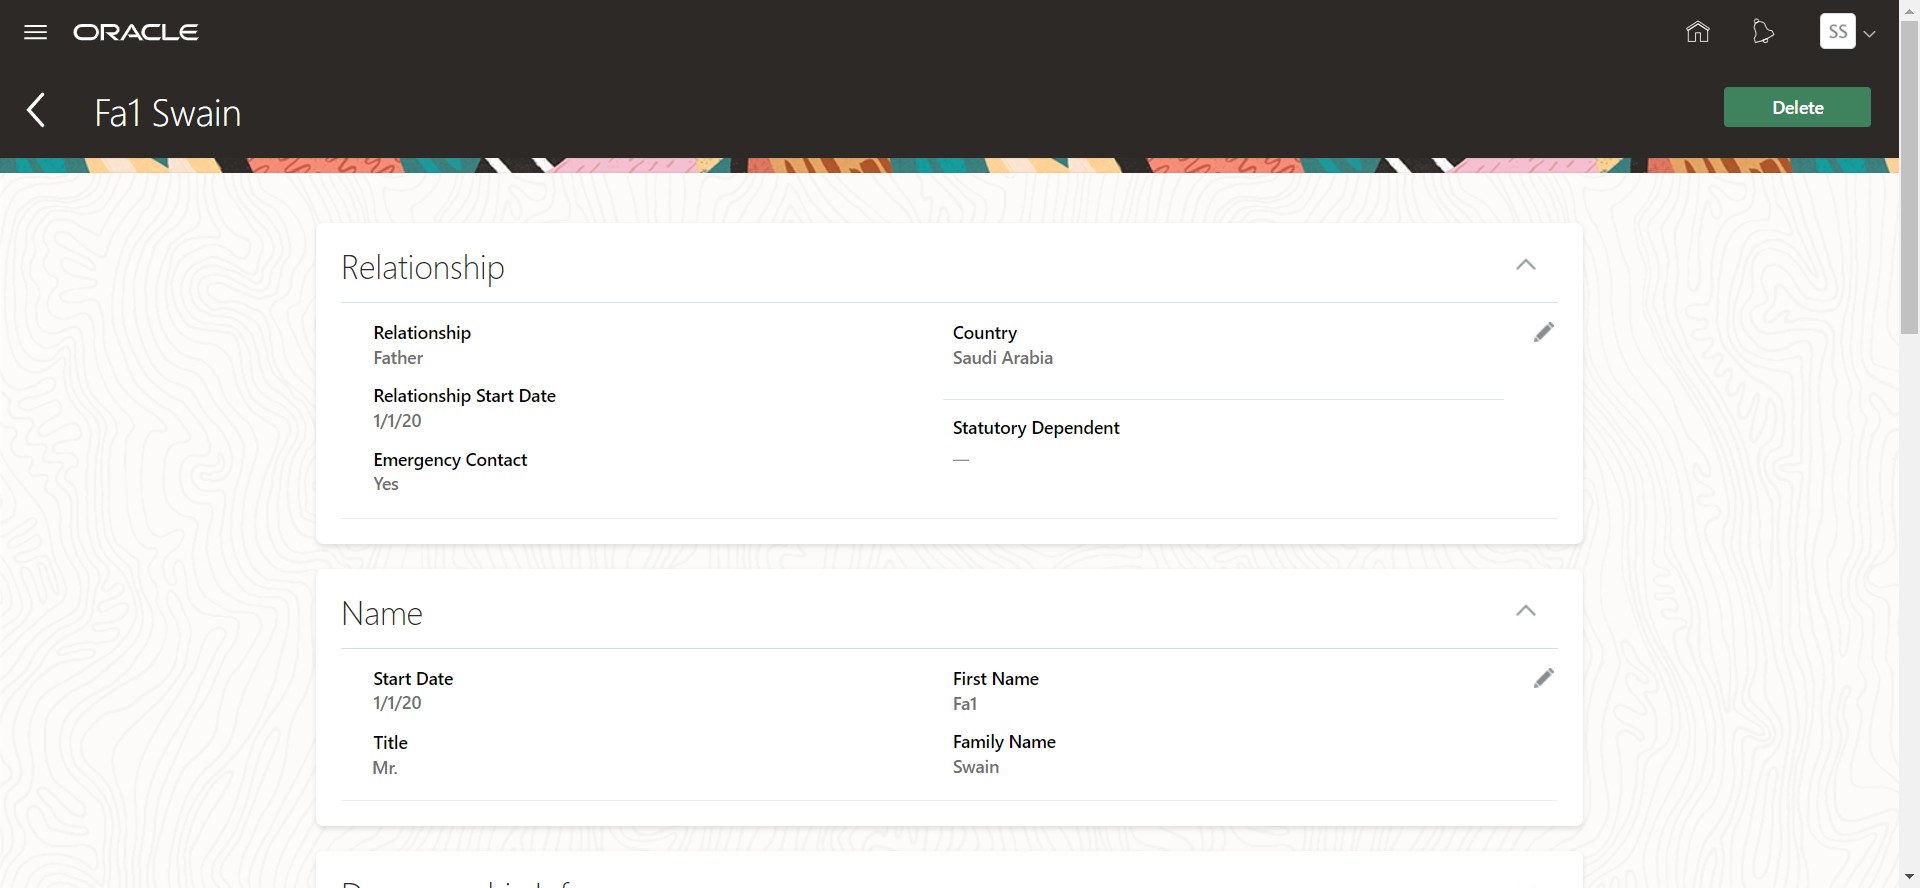 ORACLE
SS
Fa1 Swain
Delete
Relationship
Relationship
Father
Relationship Start Date
1/1/20
Emergency Contact
Yes
Country
Saudi Arabia
Statutory Dependent
—
Name
Start Date
1/1/20
Title
Mr.
First Name
Fa1
Family Name
Swain